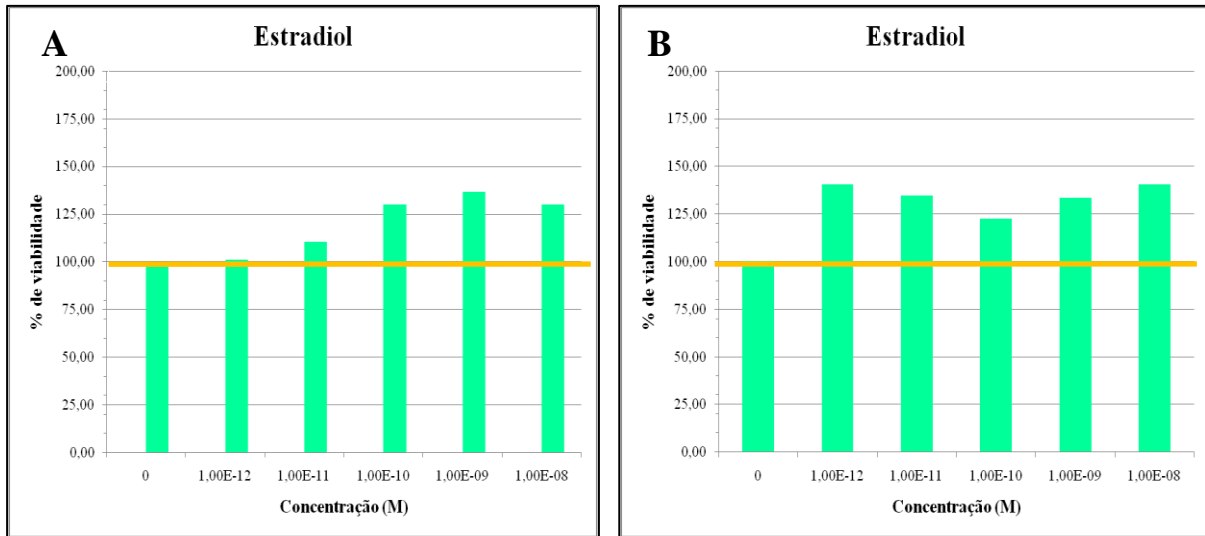 A
Estradiol
% de viabilidade
200,00
175,00
150,00
125,00
100,00
75,00
50,00
25,00
0,00
0 1,00E-12 1,00E-11 1,00E-10 1,00E-09 1,00E-08
Concentração (M)
B
Estradiol
% de viabilidade
200,00
175,00
150,00
125,00
100,00
75,00
50,00
25,00
0,00
0 1,00E-12 1,00E-11 1,00E-10 1,00E-09 1,00E-08
Concentração (M)